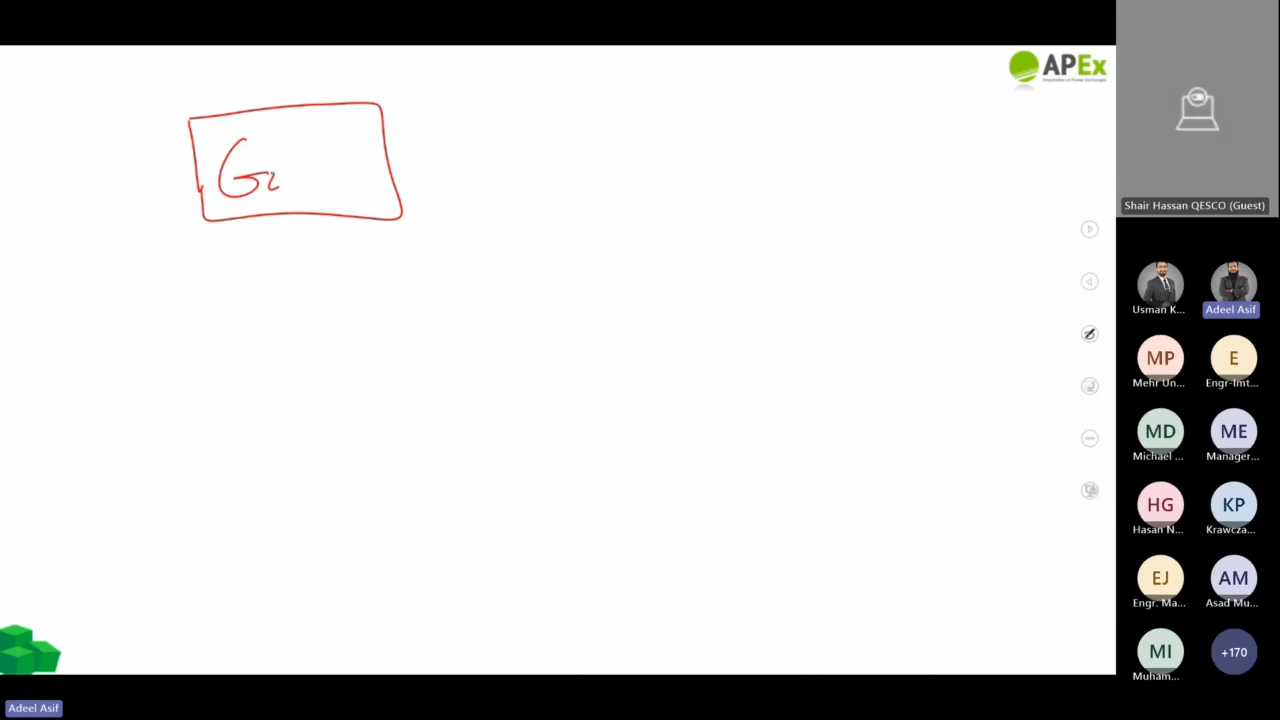 APEx
Association of Power Exchanges
G
Shair Hassan QESCO (Guest)
Usman K...
Adeel Asif
MP
Mehr Un...
E
Engr-Imt...
MD
Michael ...
ME
Manager...
HG
Hasan N...
KP
Krawcza...
EJ
Engr. Ma...
AM
Asad Mu...
MI
Muham...
+170
Adeel Asif